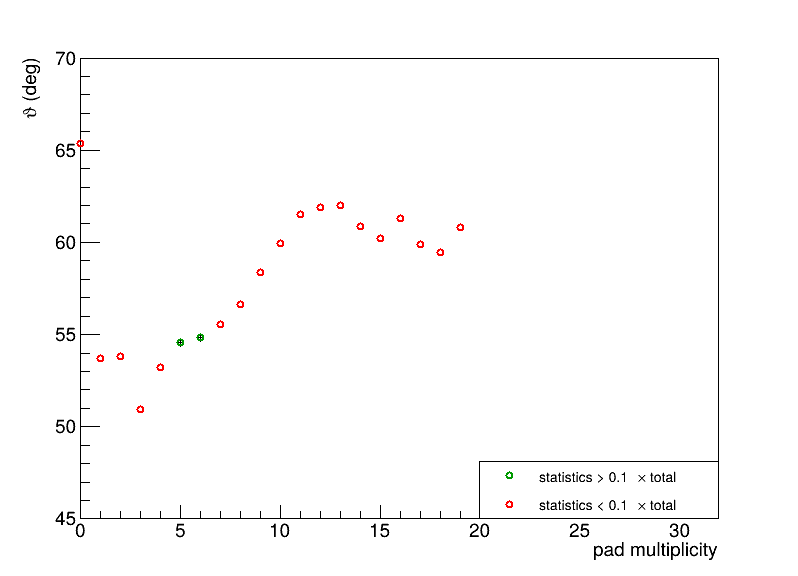 70
ϑ (deg)
65
60
55
50
45
statistics > 0.1 × total
statistics < 0.1 × total
0 5 10 15 20 25 30
pad multiplicity